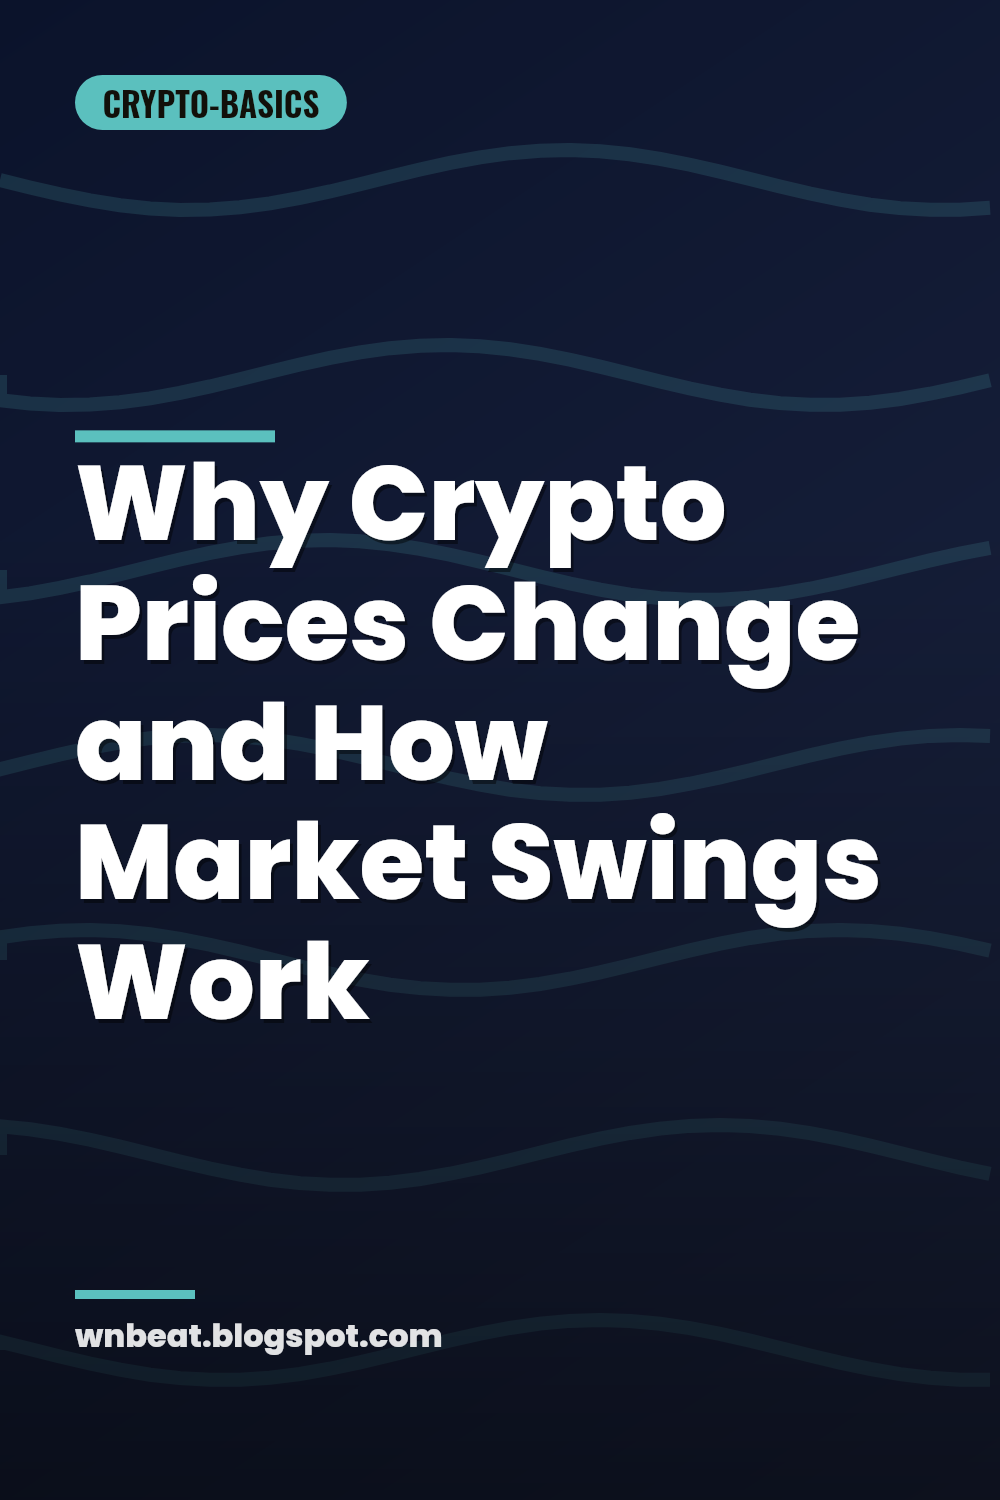 CRYPTO-BASICS
Why Crypto
Prices Change
and How
Market Swings
Work
wnbeat.blogspot.com